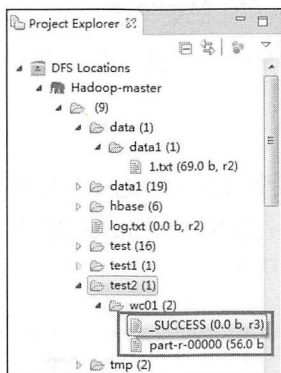 Project Explorer
DFS Locations
Hadoop-master
(9)
data (1)
data1 (1)
1.txt (69.0 b, r2)
data1 (19)
hbase (6)
log.txt (0.0 b, r2)
test (16)
test1 (1)
test2 (1)
wc01 (2)
_SUCCESS (0.0 b, r3)
part-r-00000 (56.0 b
tmp (2)